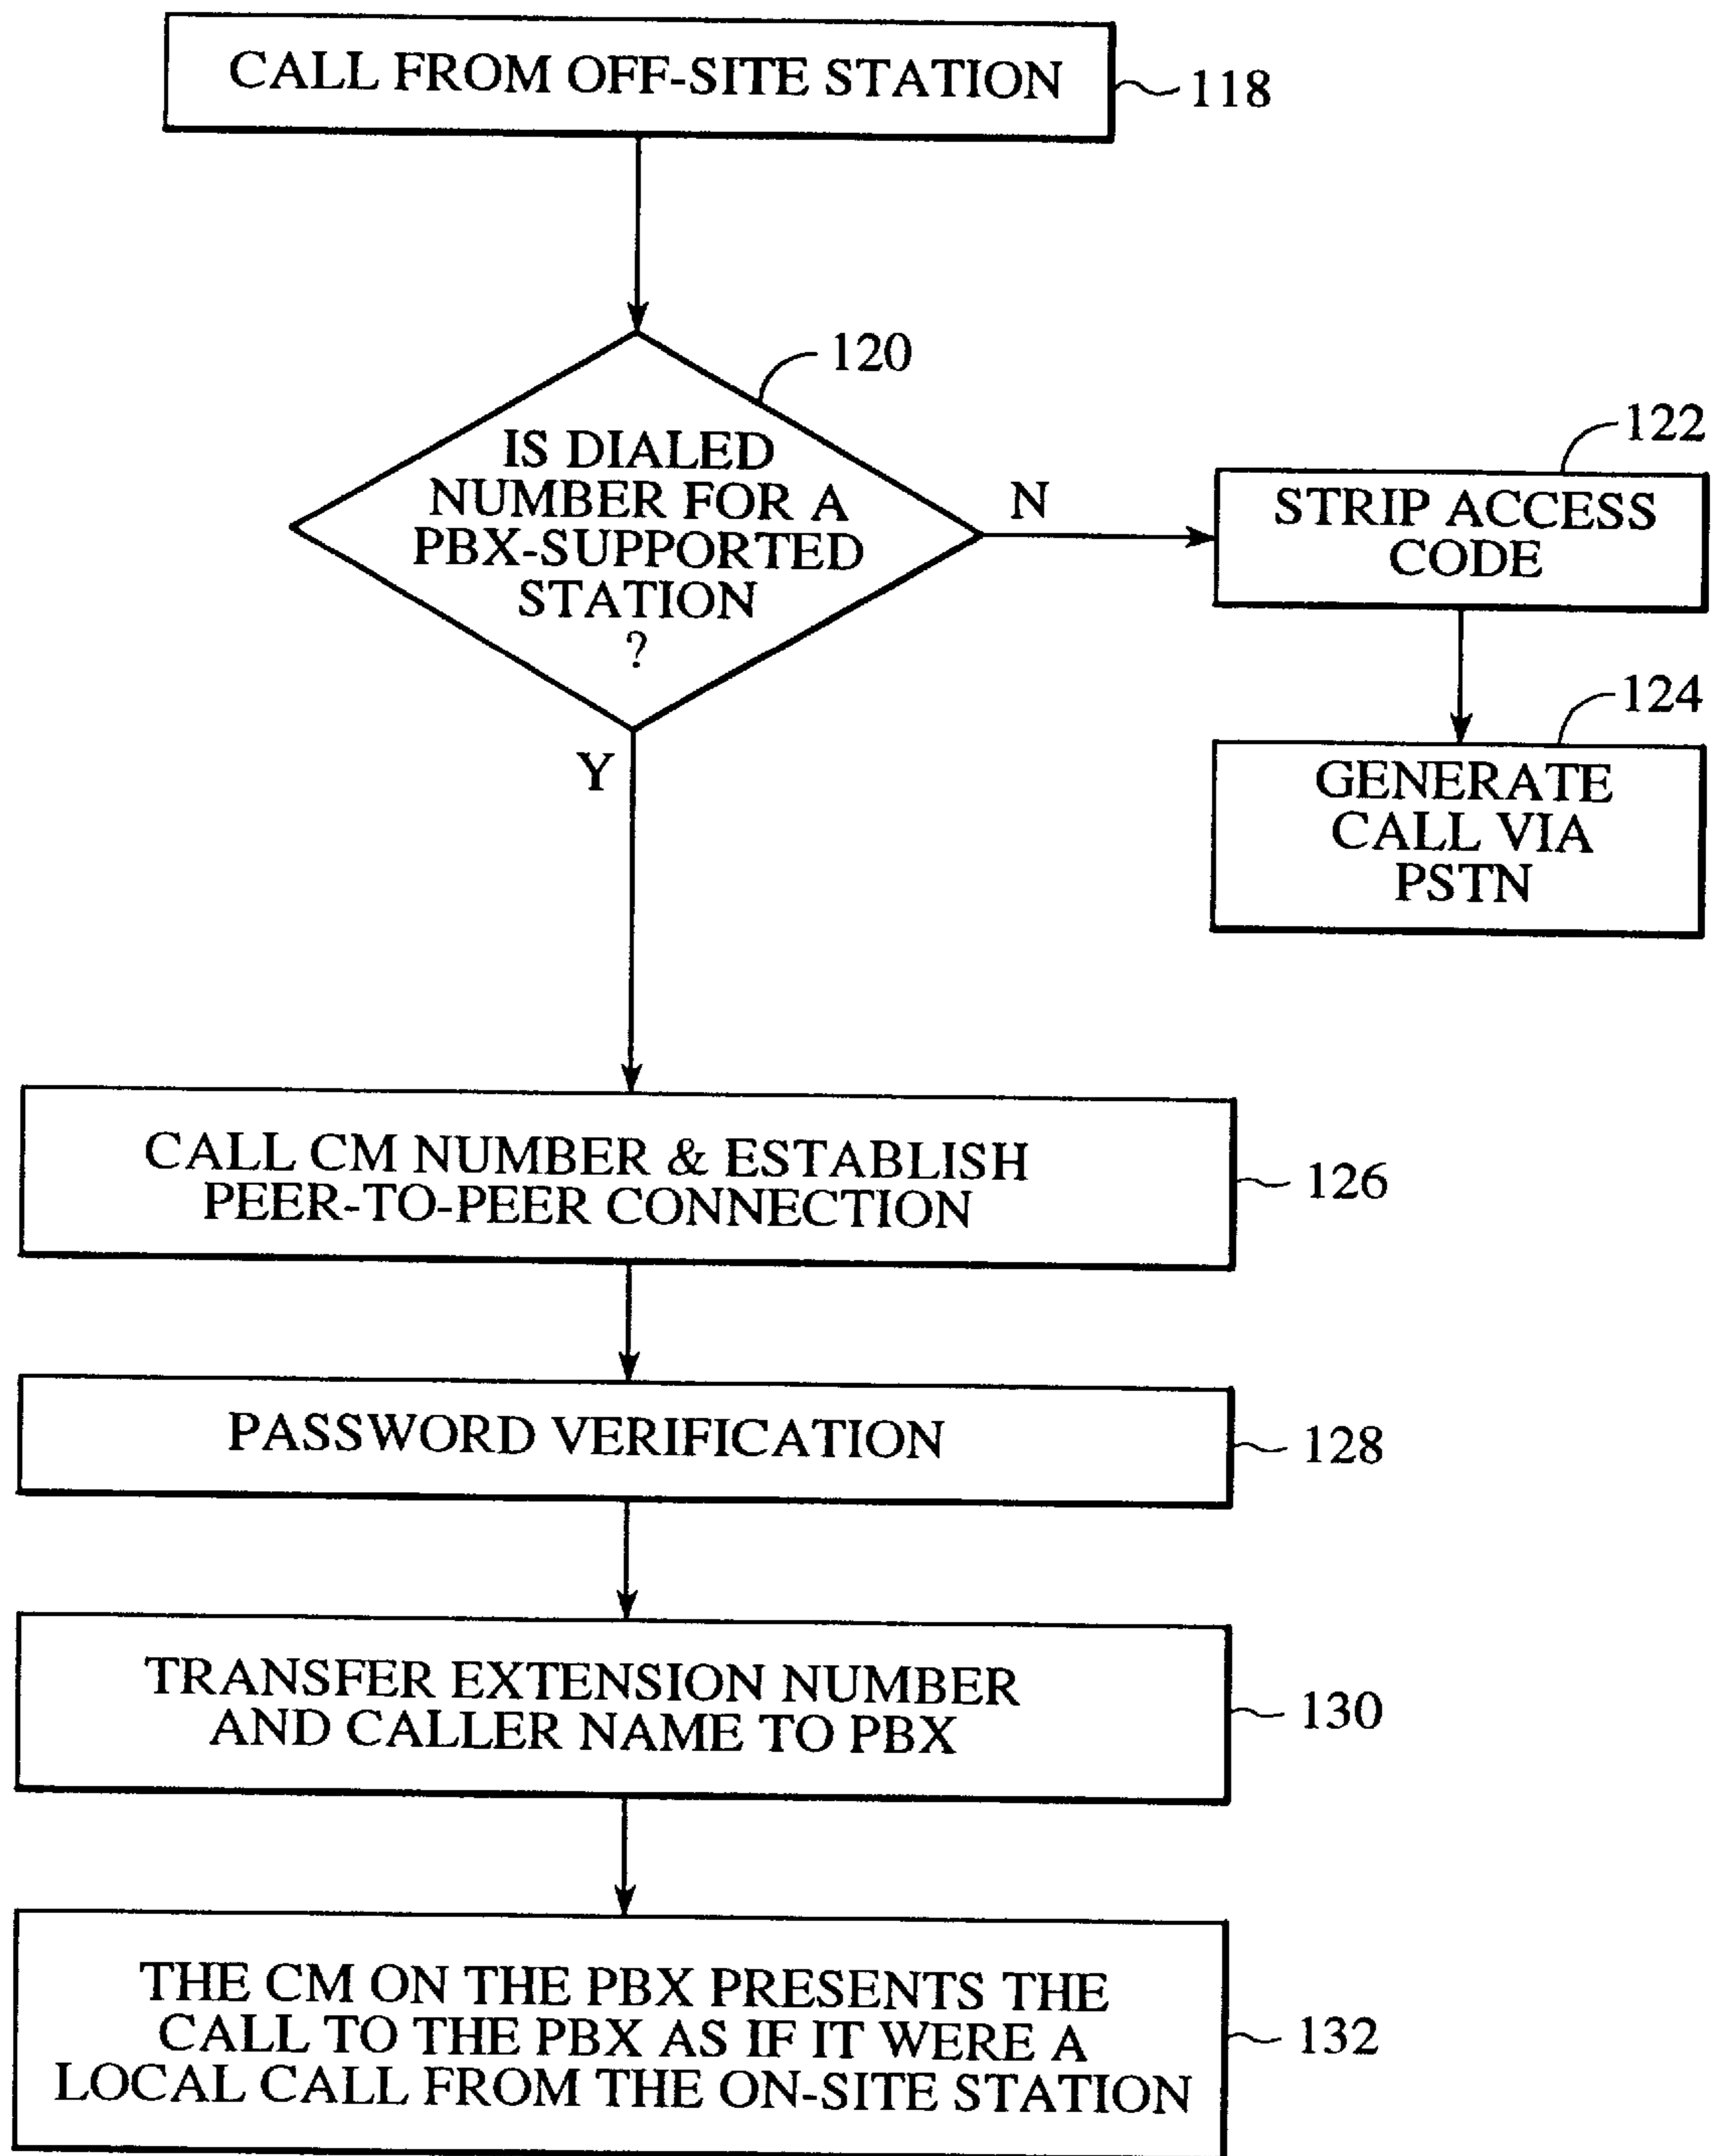 CALL FROM OFF-SITE STATION
118
120
IS DIALED
NUMBER FOR A
PBX-SUPPORTED
STATION
?
N
Y
122
STRIP ACCESS
CODE
124
GENERATE
CALL VIA
PSTN
CALL CM NUMBER & ESTABLISH
PEER-TO-PEER CONNECTION
126
PASSWORD VERIFICATION
128
TRANSFER EXTENSION NUMBER
AND CALLER NAME TO PBX
130
THE CM ON THE PBX PRESENTS THE
CALL TO THE PBX AS IF IT WERE A
LOCAL CALL FROM THE ON-SITE STATION
132